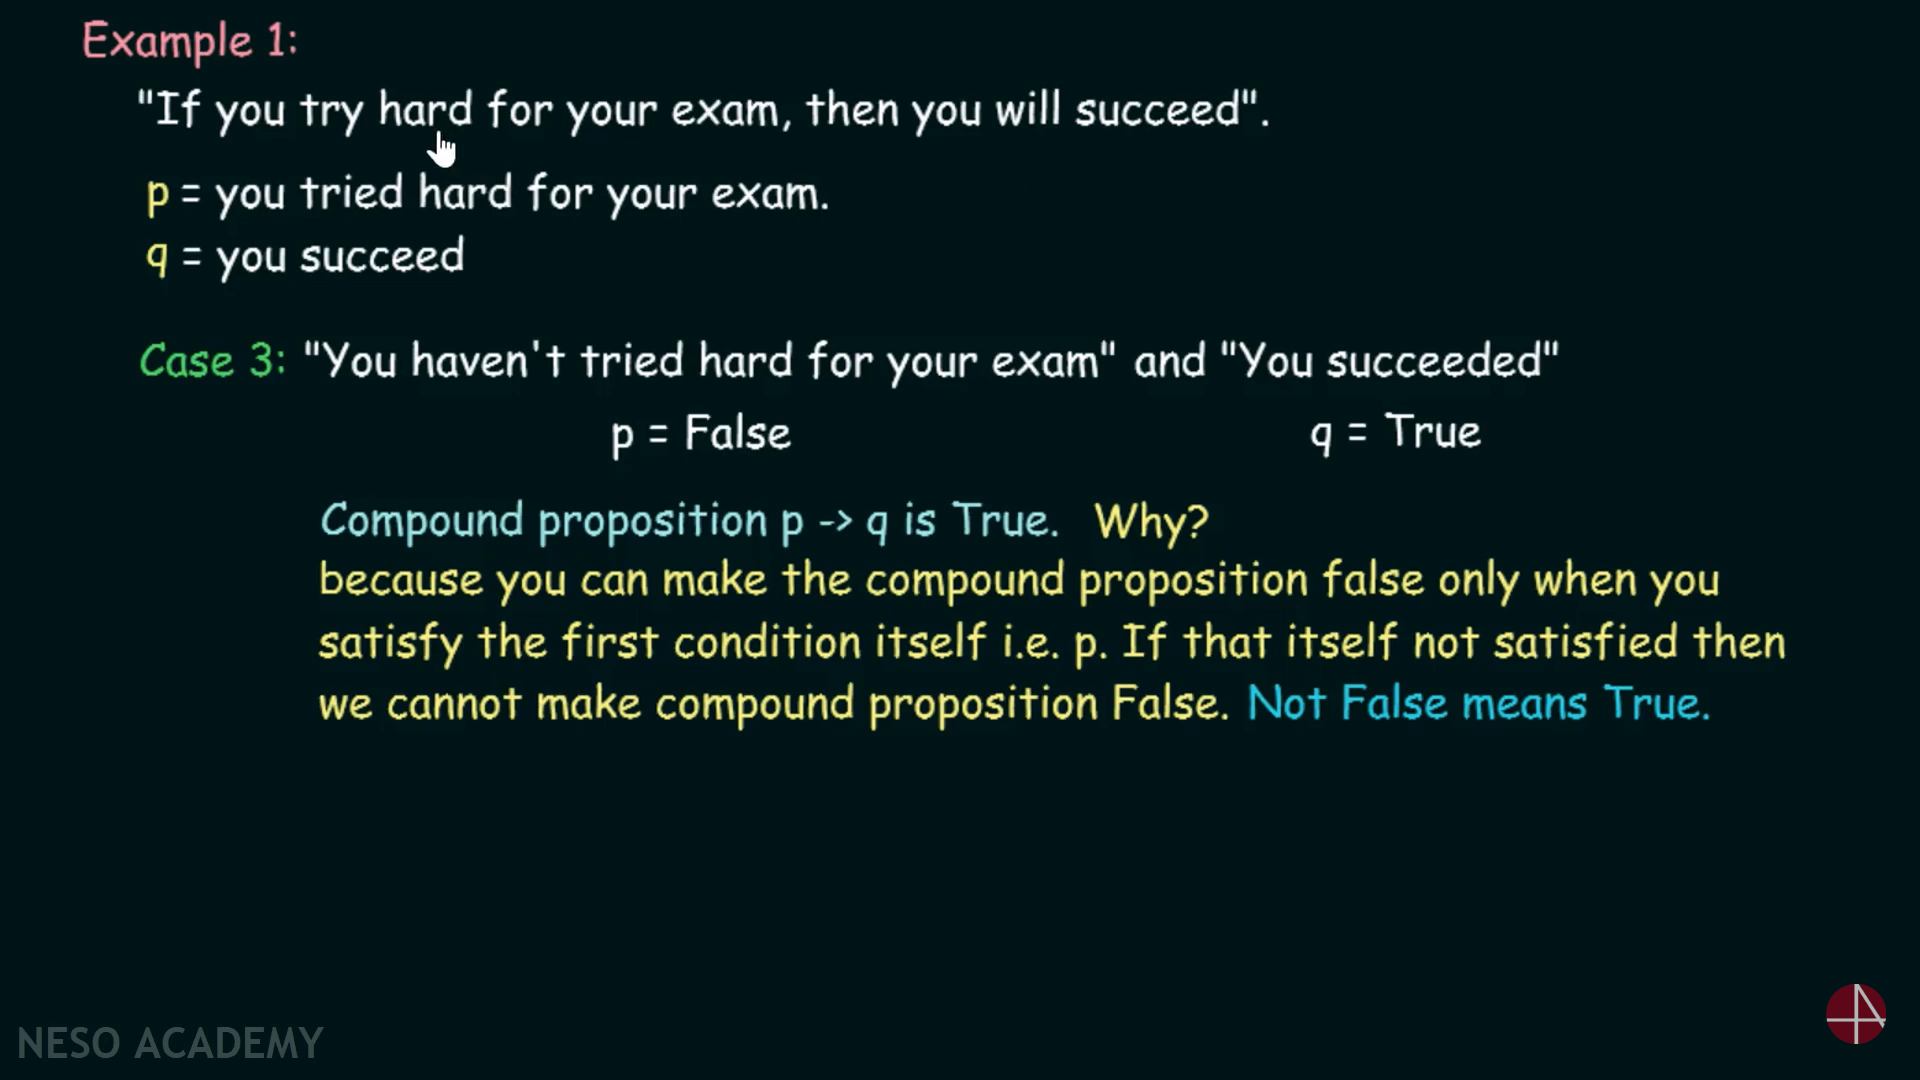 Example 1:
"If you try hard for your exam, then you will succeed".
p = you tried hard for your exam.
q = you succeed
Case 3: "You haven't tried hard for your exam" and "You succeeded"
p = False q = True
Compound proposition p -> q is True. Why?
because you can make the compound proposition false only when you
satisfy the first condition itself i.e. p. If that itself not satisfied then
we cannot make compound proposition False. Not False means True.
NESO ACADEMY